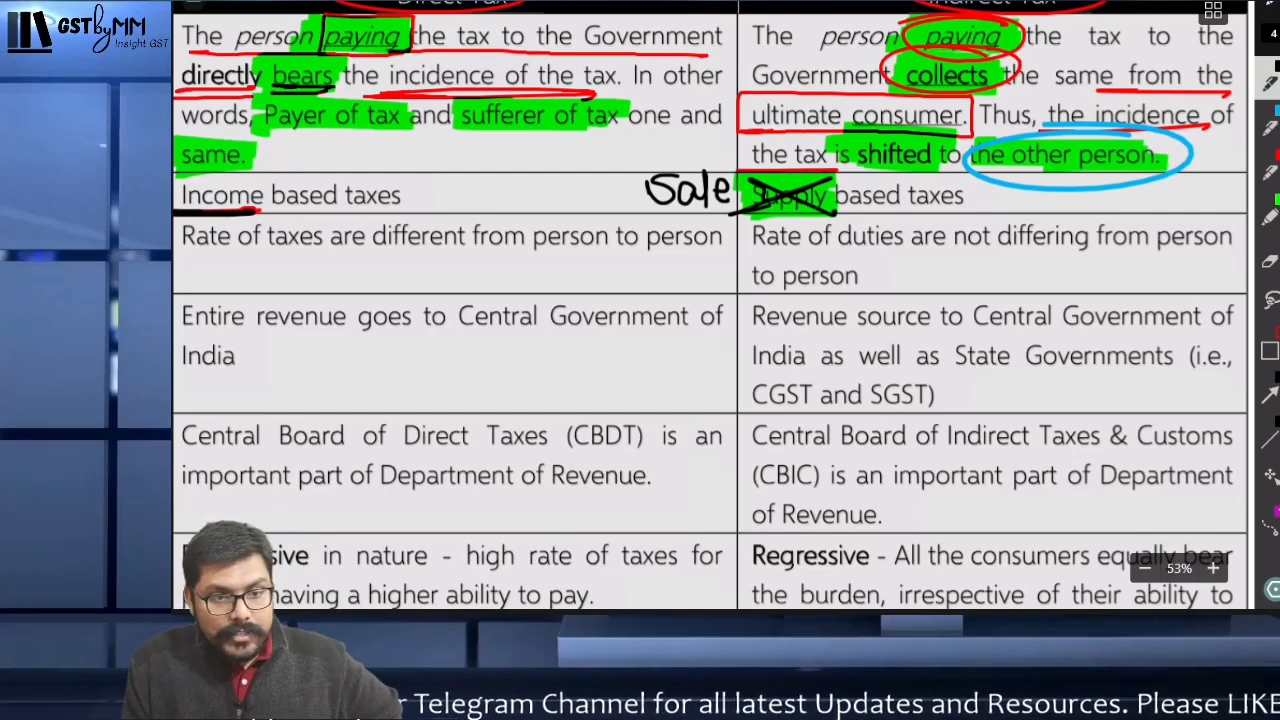 GSTbyMM
Insight GST
Direct Tax
Indirect Tax
The person paying the tax to the Government
directly bears the incidence of the tax. In other
words, Payer of tax and sufferer of tax one and
same.
The person paying the tax to the
Government collects the same from the
ultimate consumer. Thus, the incidence of
the tax is shifted to the other person.
Income based taxes
Sale
Supply based taxes
Rate of taxes are different from person to person
Rate of duties are not differing from person
to person
Entire revenue goes to Central Government of
India
Revenue source to Central Government of
India as well as State Governments (i.e.,
CGST and SGST)
Central Board of Direct Taxes (CBDT) is an
important part of Department of Revenue.
Central Board of Indirect Taxes & Customs
(CBIC) is an important part of Department
of Revenue.
in nature - high rate of taxes for
having a higher ability to pay.
Regressive - All the consumers equally bear
the burden, irrespective of their ability to
53%
4
Telegram Channel for all latest Updates and Resources. Please LIKE